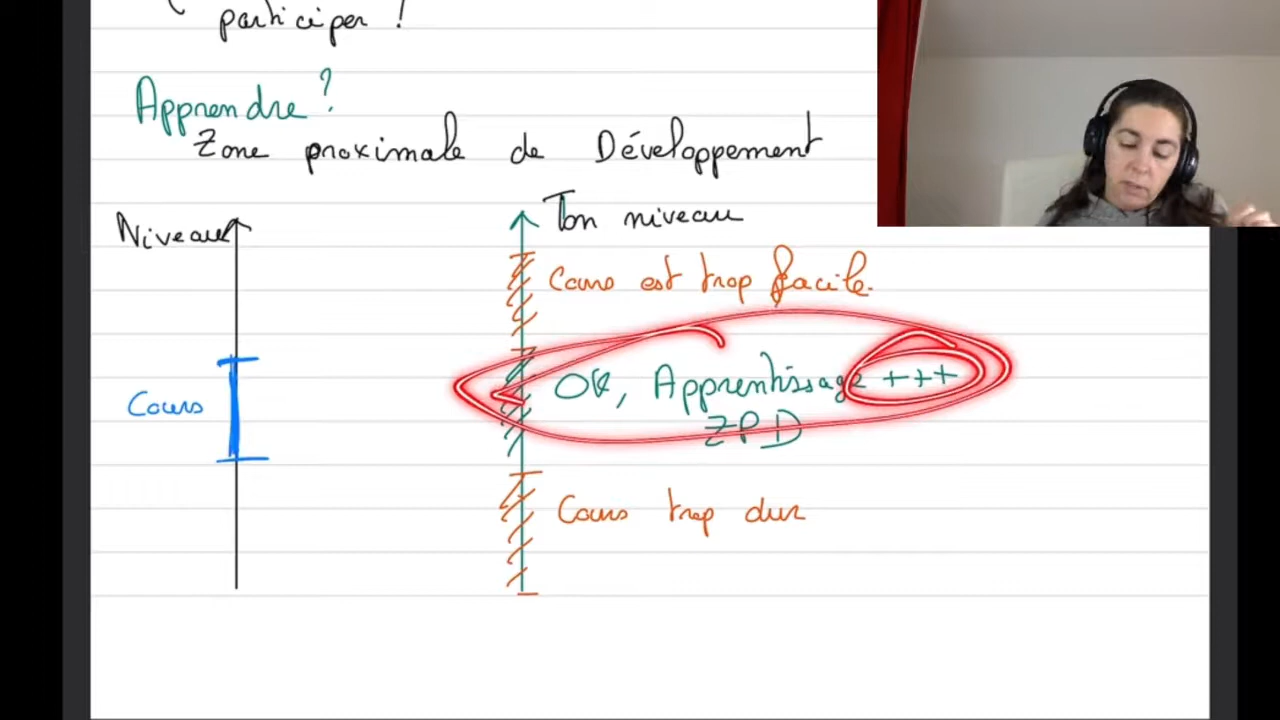 participer !
Apprendre ?
Zone proximale de Développement
Niveau
Ton niveau
Cours est trop facile.
Cours
OK, Apprentissage +++
ZPD
Cours trop dur